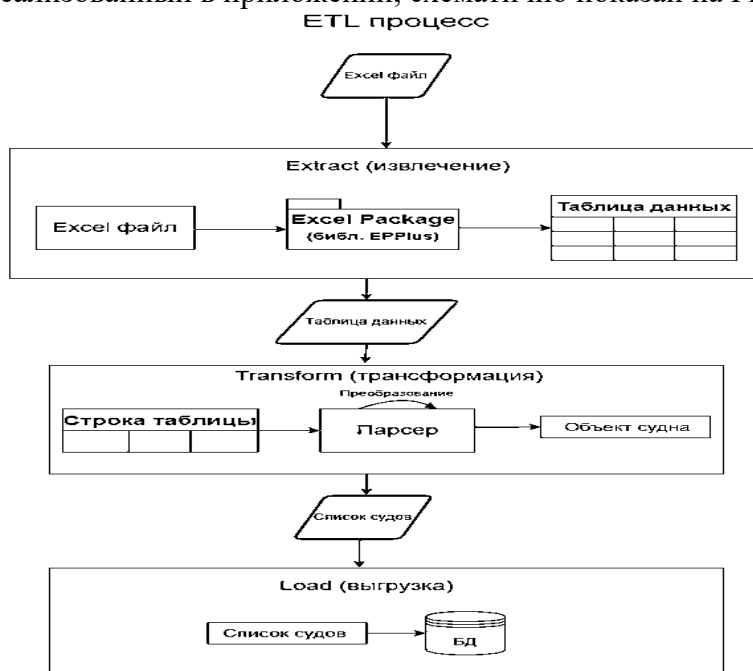 ETL процесс
Excel файл
Extract (извлечение)
Excel файл
Excel Package
(библ. EPPlus)
Таблица данных
Таблица данных
Transform (трансформация)
Преобразование
Строка таблицы
Парсер
Объект судна
Список судов
Load (выгрузка)
Список судов
БД